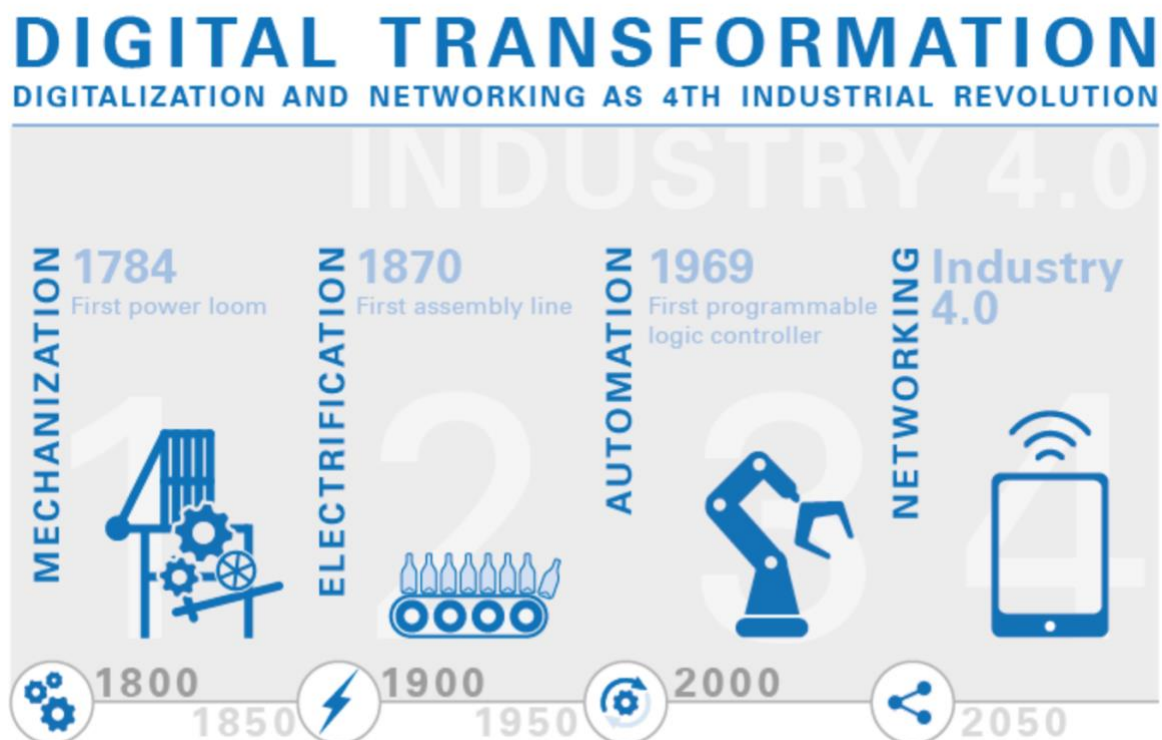 DIGITAL TRANSFORMATION
DIGITALIZATION AND NETWORKING AS 4TH INDUSTRIAL REVOLUTION
INDUSTRY 4.0
MECHANIZATION
1784
First power loom
1
ELECTRIFICATION
1870
First assembly line
2
AUTOMATION
1969
First programmable
logic controller
3
NETWORKING
Industry
4.0
4
1800
1850
1900
1950
2000
2050